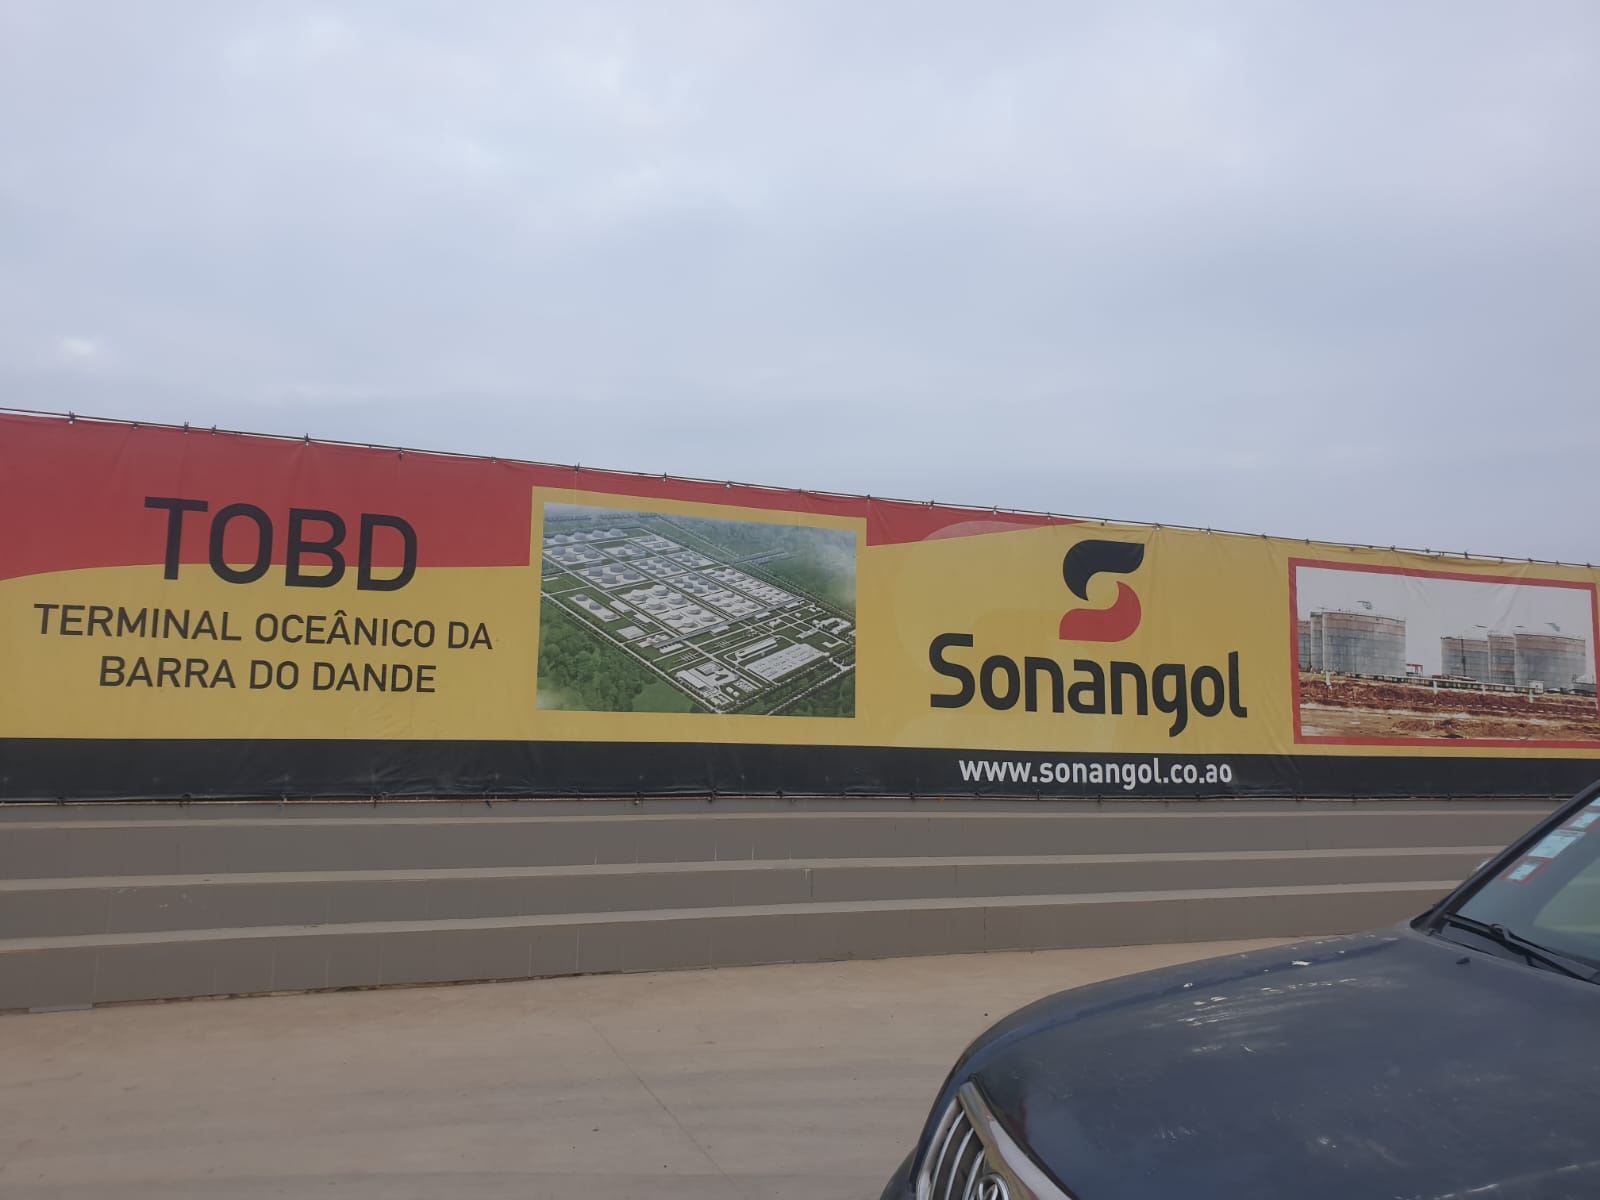 TOBD
TERMINAL OCEÂNICO DA
BARRA DO DANDE
Sonangol
www.sonangol.co.ao